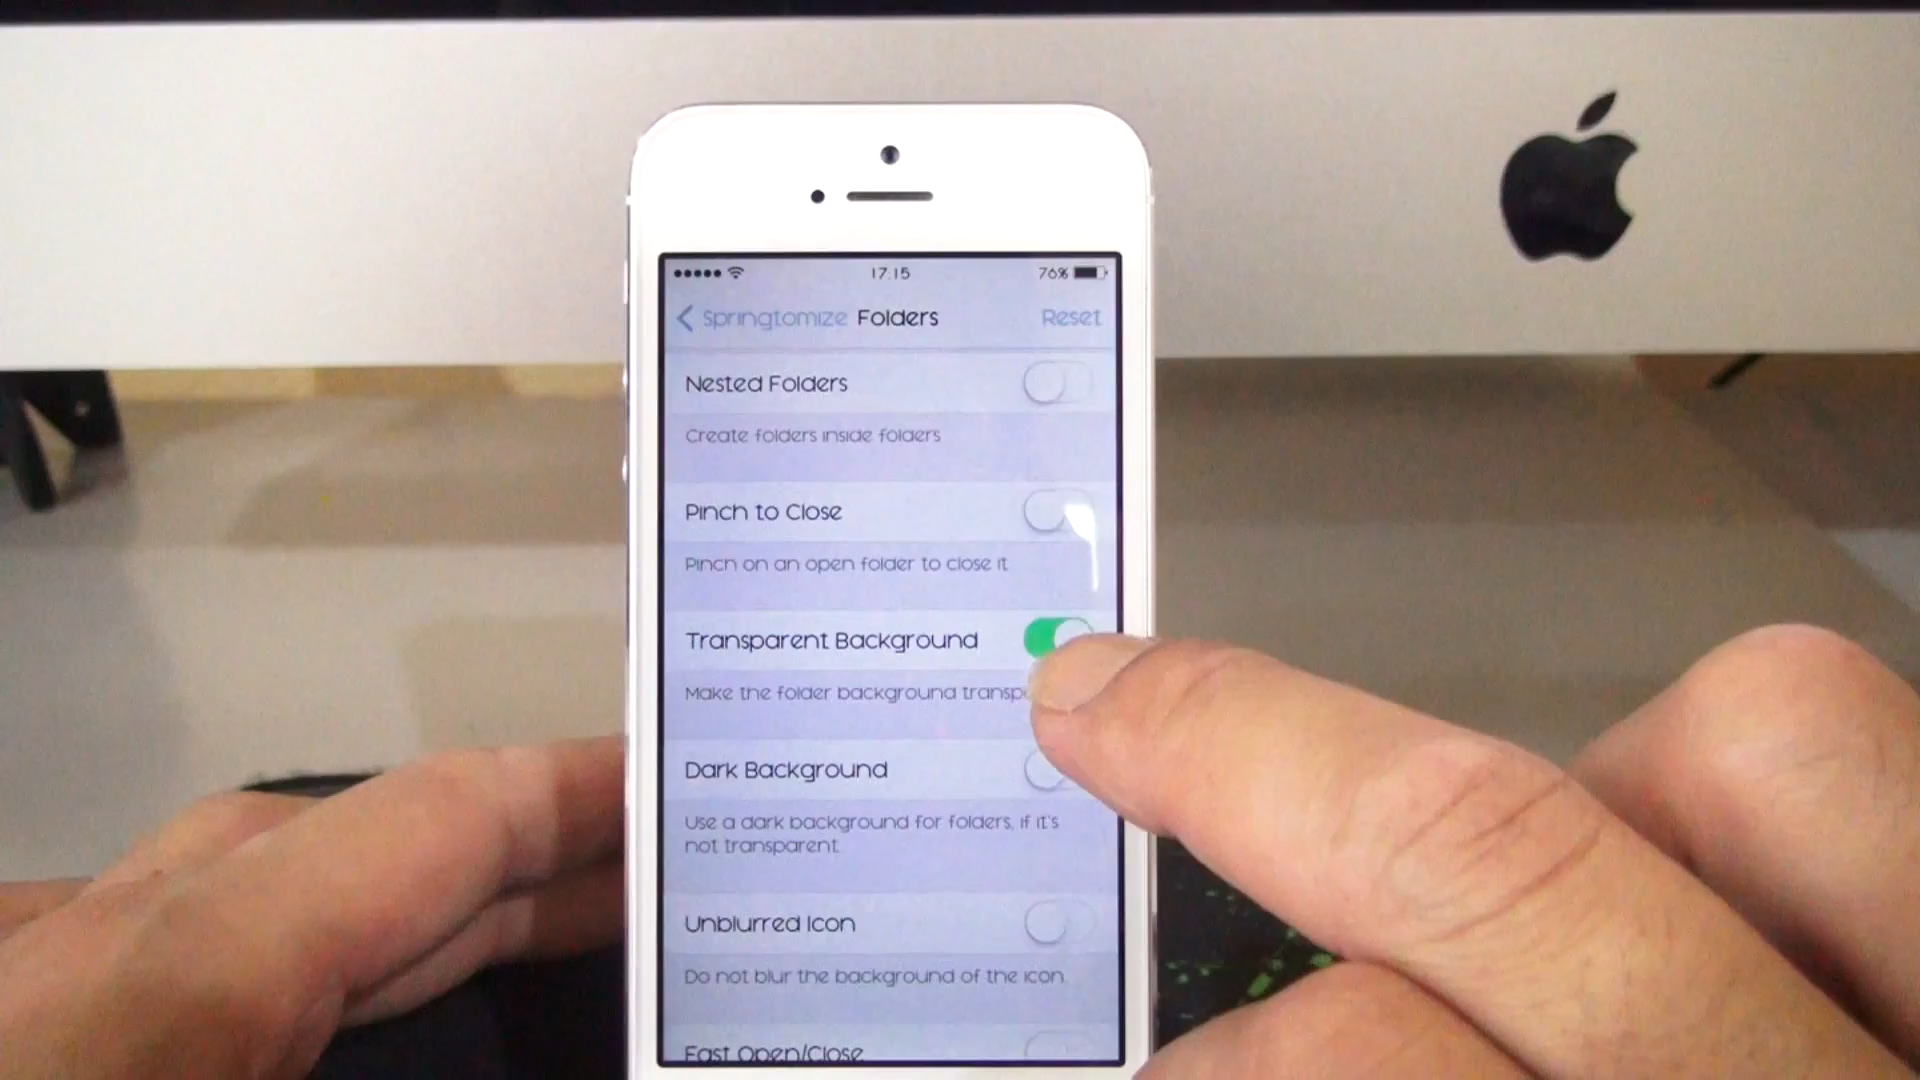 17:15
76%
Springtomize Folders Reset
Nested Folders
Create folders inside folders
Pinch to Close
Pinch on an open folder to close it
Transparent Background
Make the folder background transp
Dark Background
Use a dark background for folders, if it's
not transparent.
Unblurred Icon
Do not blur the background of the icon.
Fast Open/Close